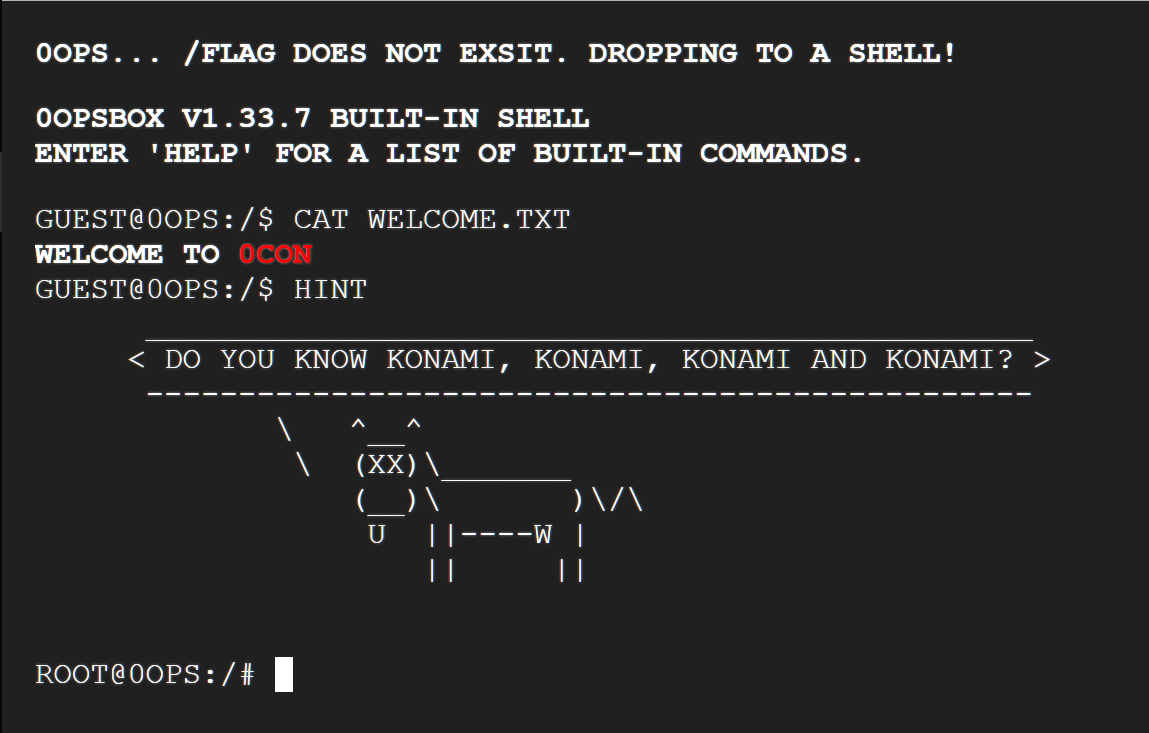 0OPS... /FLAG DOES NOT EXSIT. DROPPING TO A SHELL!
0OPSBOX V1.33.7 BUILT-IN SHELL
ENTER 'HELP' FOR A LIST OF BUILT-IN COMMANDS.
GUEST@0OPS:/$ CAT WELCOME.TXT
WELCOME TO 0CON
GUEST@0OPS:/$ HINT
      ________________________________________________
     < DO YOU KNOW KONAMI, KONAMI, KONAMI AND KONAMI? >
      ------------------------------------------------
             \   ^__^
              \  (XX)\_______
                 (__)\       )\/\
                  U  ||----W |
                     ||     ||
ROOT@0OPS:/#